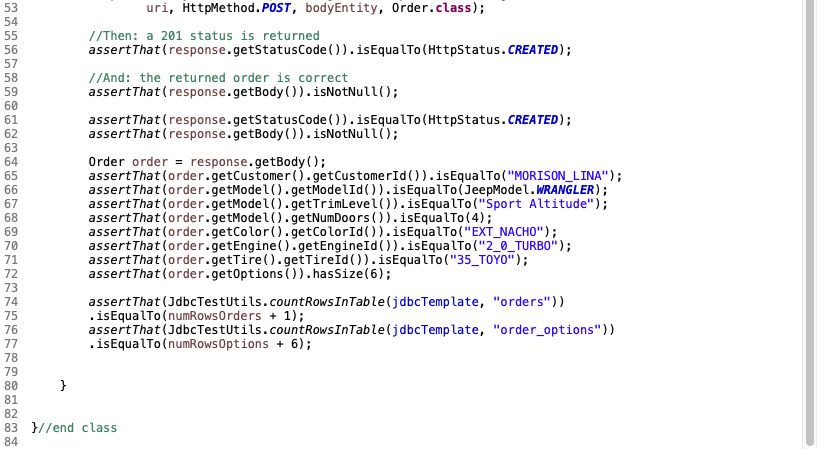 53 uri, HttpMethod.POST, bodyEntity, Order.class);
54
55 //Then: a 201 status is returned
56 assertThat(response.getStatusCode()).isEqualTo(HttpStatus.CREATED);
57
58 //And: the returned order is correct
59 assertThat(response.getBody()).isNotNull();
60
61 assertThat(response.getStatusCode()).isEqualTo(HttpStatus.CREATED);
62 assertThat(response.getBody()).isNotNull();
63
64 Order order = response.getBody();
65 assertThat(order.getCustomer().getCustomerId()).isEqualTo("MORISON_LINA");
66 assertThat(order.getModel().getModelId()).isEqualTo(JeepModel.WRANGLER);
67 assertThat(order.getModel().getTrimLevel()).isEqualTo("Sport Altitude");
68 assertThat(order.getModel().getNumDoors()).isEqualTo(4);
69 assertThat(order.getColor().getColorId()).isEqualTo("EXT_NACHO");
70 assertThat(order.getEngine().getEngineId()).isEqualTo("2_0_TURBO");
71 assertThat(order.getTire().getTireId()).isEqualTo("35_TOYO");
72 assertThat(order.getOptions()).hasSize(6);
73
74 assertThat(JdbcTestUtils.countRowsInTable(jdbcTemplate, "orders"))
75 .isEqualTo(numRowsOrders + 1);
76 assertThat(JdbcTestUtils.countRowsInTable(jdbcTemplate, "order_options"))
77 .isEqualTo(numRowsOptions + 6);
78
79
80 }
81
82
83 }//end class
84